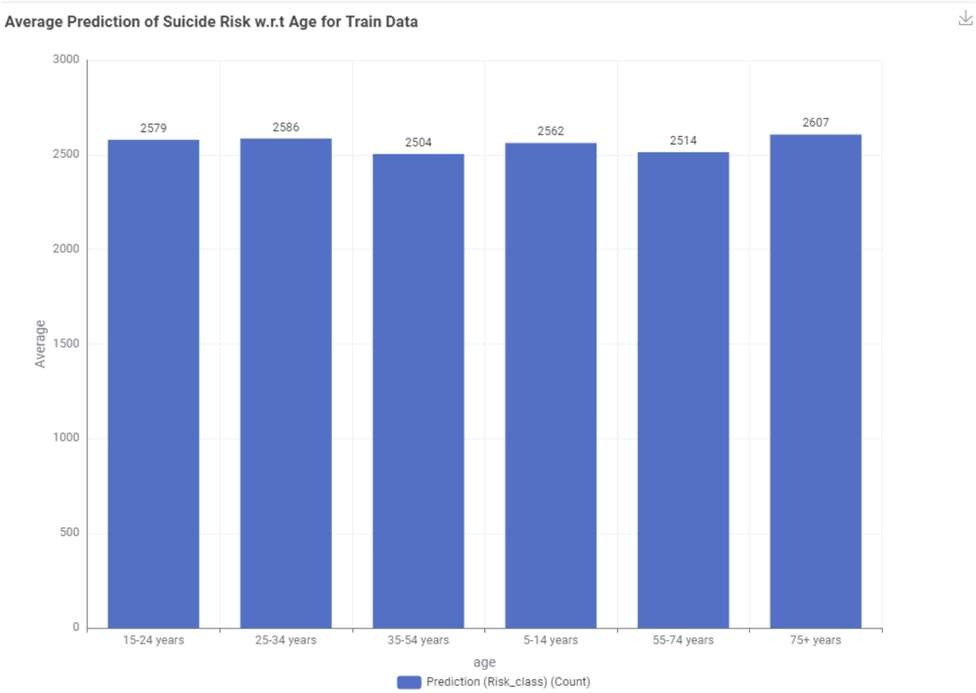 Average Prediction of Suicide Risk w.r.t Age for Train Data
3000
2500
2000
1500
1000
500
0
Average
2579
2586
2504
2562
2514
2607
15-24 years
25-34 years
35-54 years
5-14 years
55-74 years
75+ years
age
Prediction (Risk_class) (Count)